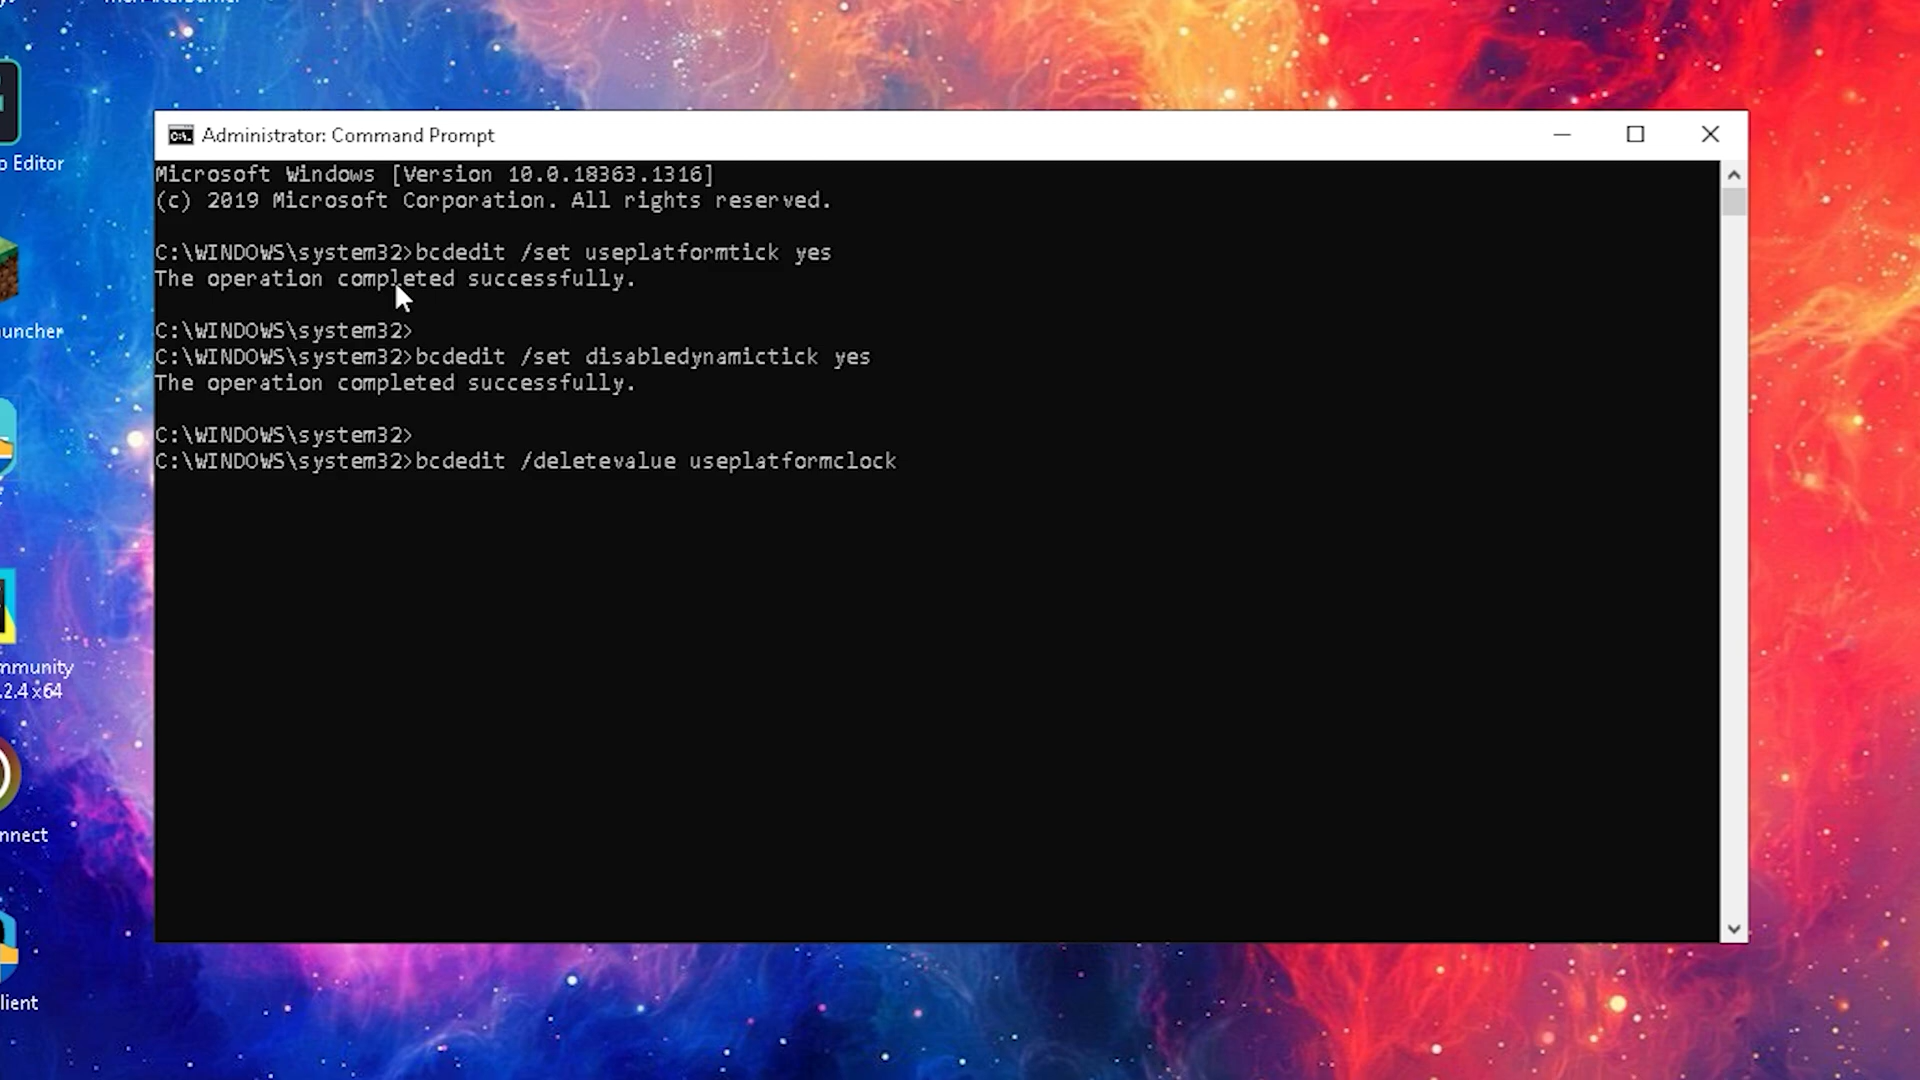 o Editor
uncher
mmunity
.2.4 x64
nnect
lient
Administrator: Command Prompt
Microsoft Windows [Version 10.0.18363.1316]
(c) 2019 Microsoft Corporation. All rights reserved.
C:\WINDOWS\system32>bcdedit /set useplatformtick yes
The operation completed successfully.
C:\WINDOWS\system32>
C:\WINDOWS\system32>bcdedit /set disabledynamictick yes
The operation completed successfully.
C:\WINDOWS\system32>
C:\WINDOWS\system32>bcdedit /deletevalue useplatformclock